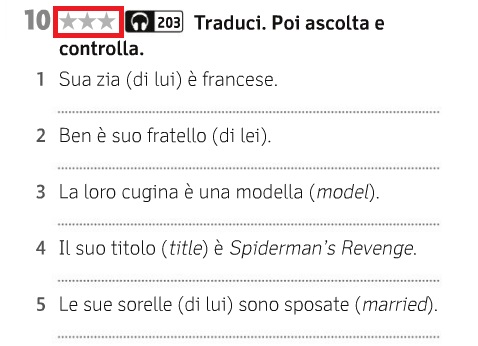 10 ★★★ 203 Traduci. Poi ascolta e
controlla.
1 Sua zia (di lui) è francese.
2 Ben è suo fratello (di lei).
3 La loro cugina è una modella (model).
4 Il suo titolo (title) è Spiderman's Revenge.
5 Le sue sorelle (di lui) sono sposate (married).